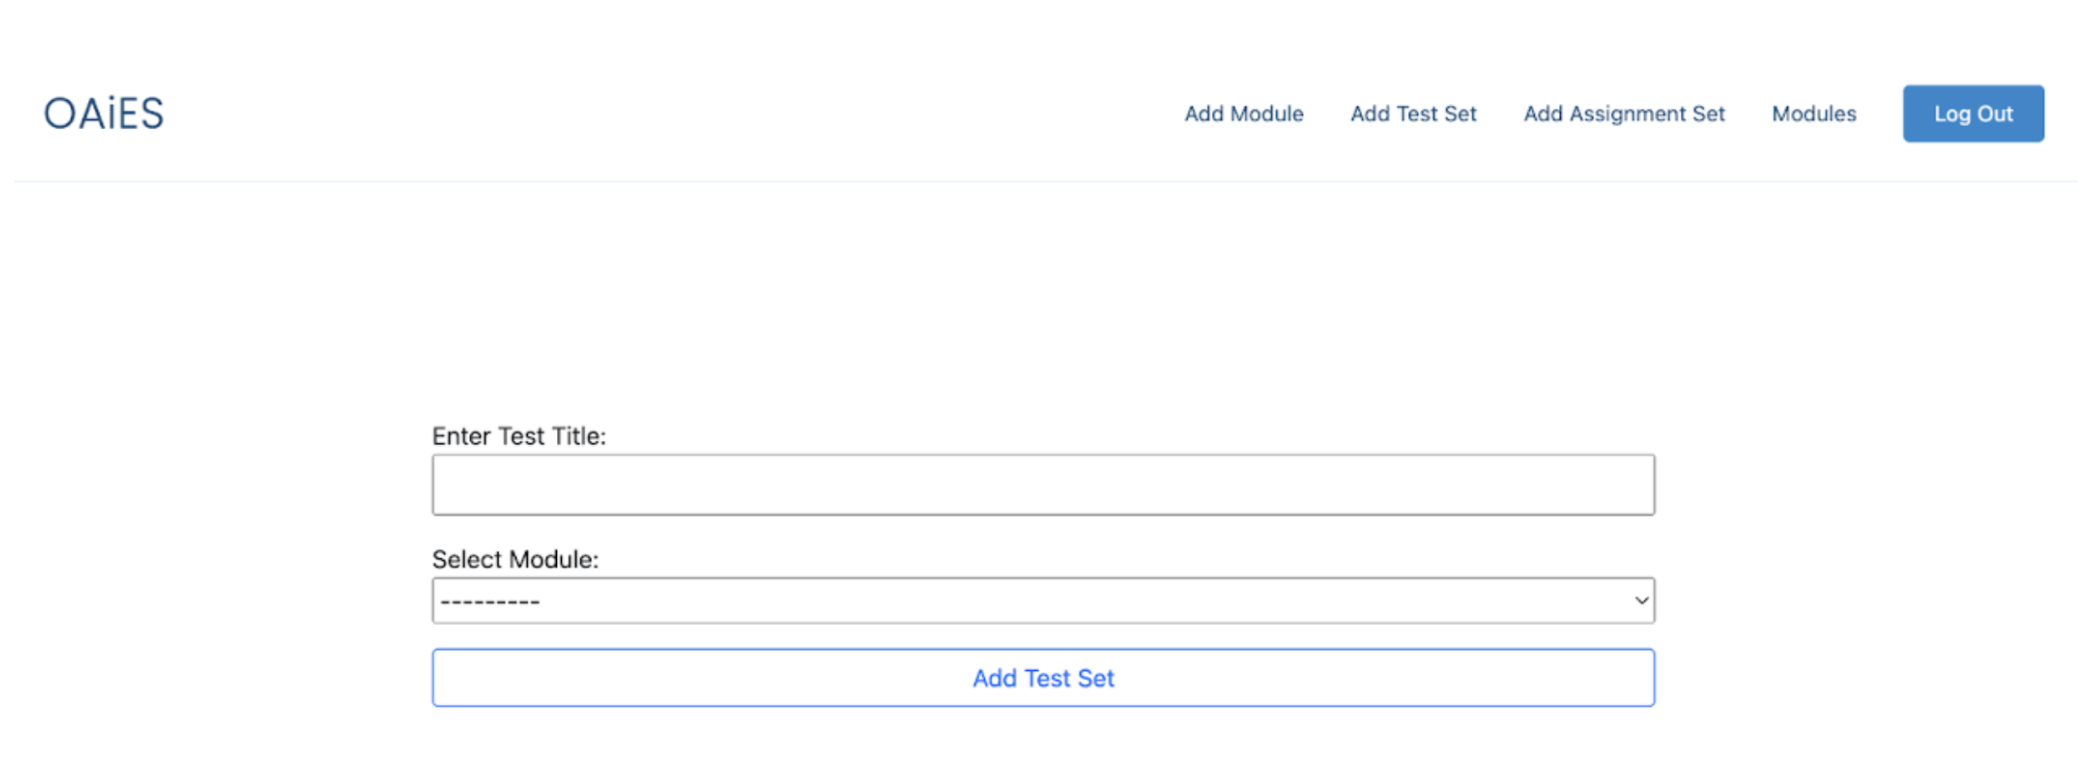 OAiES
Add Module Add Test Set Add Assignment Set Modules Log Out
Enter Test Title:
Select Module:
---------
Add Test Set